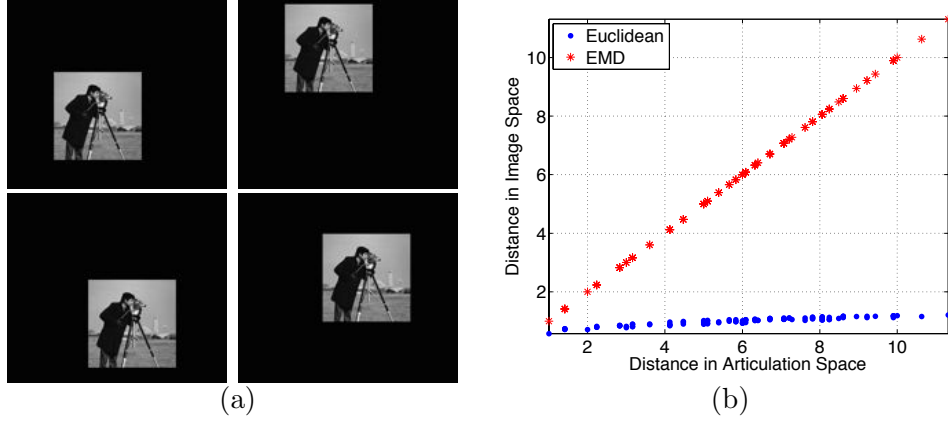 Euclidean
EMD
10
8
6
4
2
2
4
6
8
10
Distance in Image Space
Distance in Articulation Space
(a)
(b)